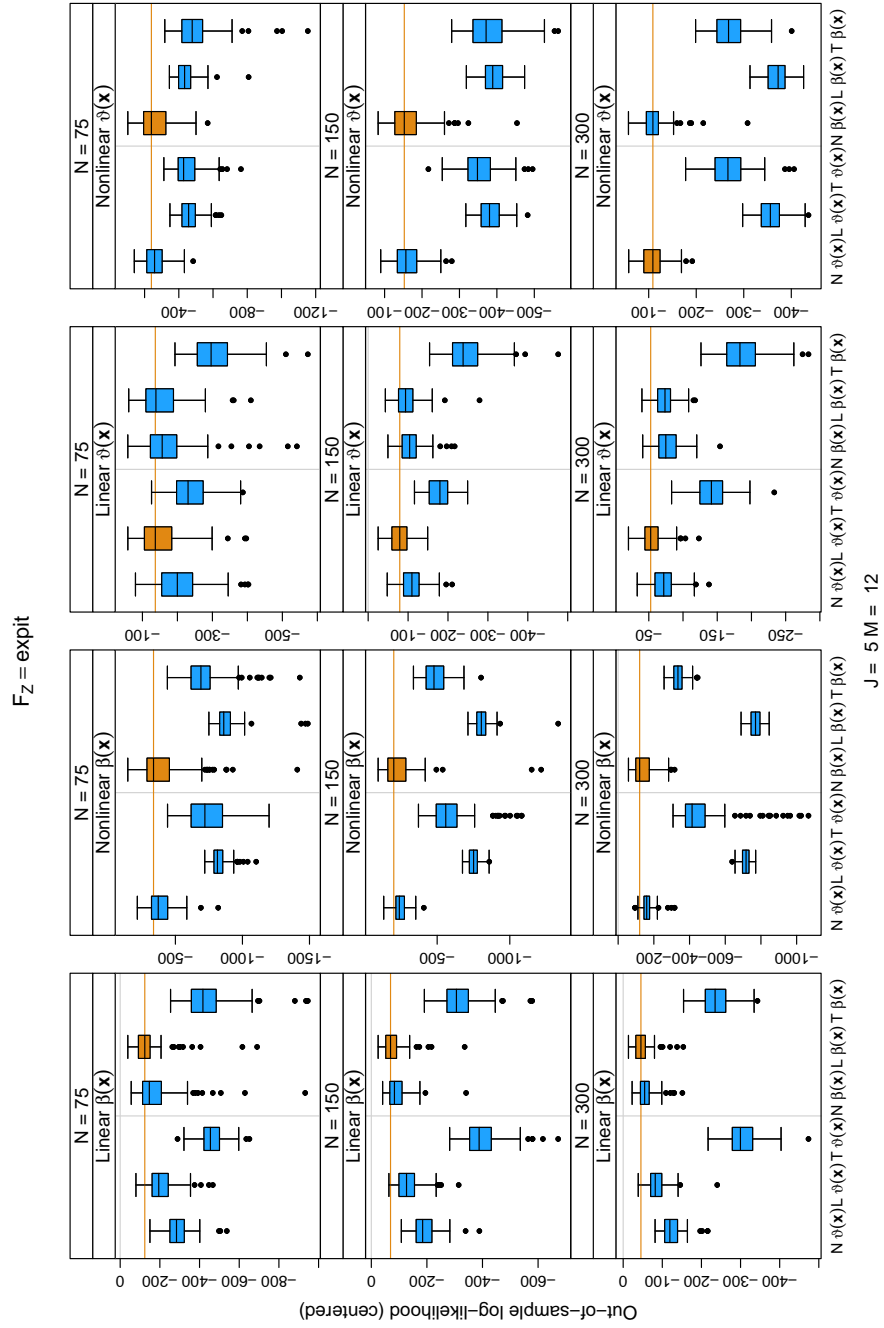 F_Z = expit
N = 75
N = 75
N = 75
N = 75
Linear β(x)
Nonlinear β(x)
Linear ϑ(x)
Nonlinear ϑ(x)
0
−200
−400
−600
−800
−500
−1000
−1500
−100
−300
−500
−400
−800
−1200
N = 150
N = 150
N = 150
N = 150
Linear β(x)
Nonlinear β(x)
Linear ϑ(x)
Nonlinear ϑ(x)
0
−200
−400
−600
−500
−1000
−100
−200
−300
−400
−500
−100
−200
−300
−400
−500
N = 300
N = 300
N = 300
N = 300
Linear β(x)
Nonlinear β(x)
Linear ϑ(x)
Nonlinear ϑ(x)
0
−100
−200
−300
−400
−200
−400
−600
−1000
−50
−150
−250
−100
−200
−300
−400
N ϑ(x) L ϑ(x) T ϑ(x) N β(x) L β(x) T β(x)
N ϑ(x) L ϑ(x) T ϑ(x) N β(x) L β(x) T β(x)
N ϑ(x) L ϑ(x) T ϑ(x) N β(x) L β(x) T β(x)
N ϑ(x) L ϑ(x) T ϑ(x) N β(x) L β(x) T β(x)
Out−of−sample log−likelihood (centered)
J = 5 M = 12